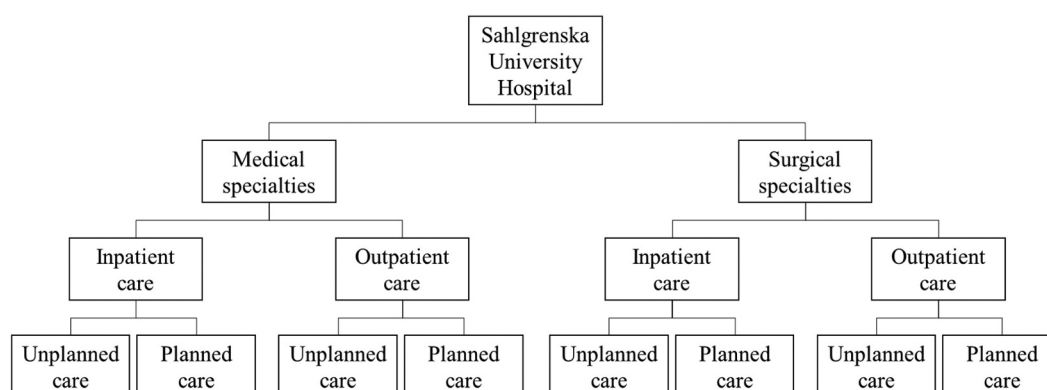 Sahlgrenska
University
Hospital
Medical
specialties
Surgical
specialties
Inpatient
care
Outpatient
care
Inpatient
care
Outpatient
care
Unplanned
care
Planned
care
Unplanned
care
Planned
care
Unplanned
care
Planned
care
Unplanned
care
Planned
care